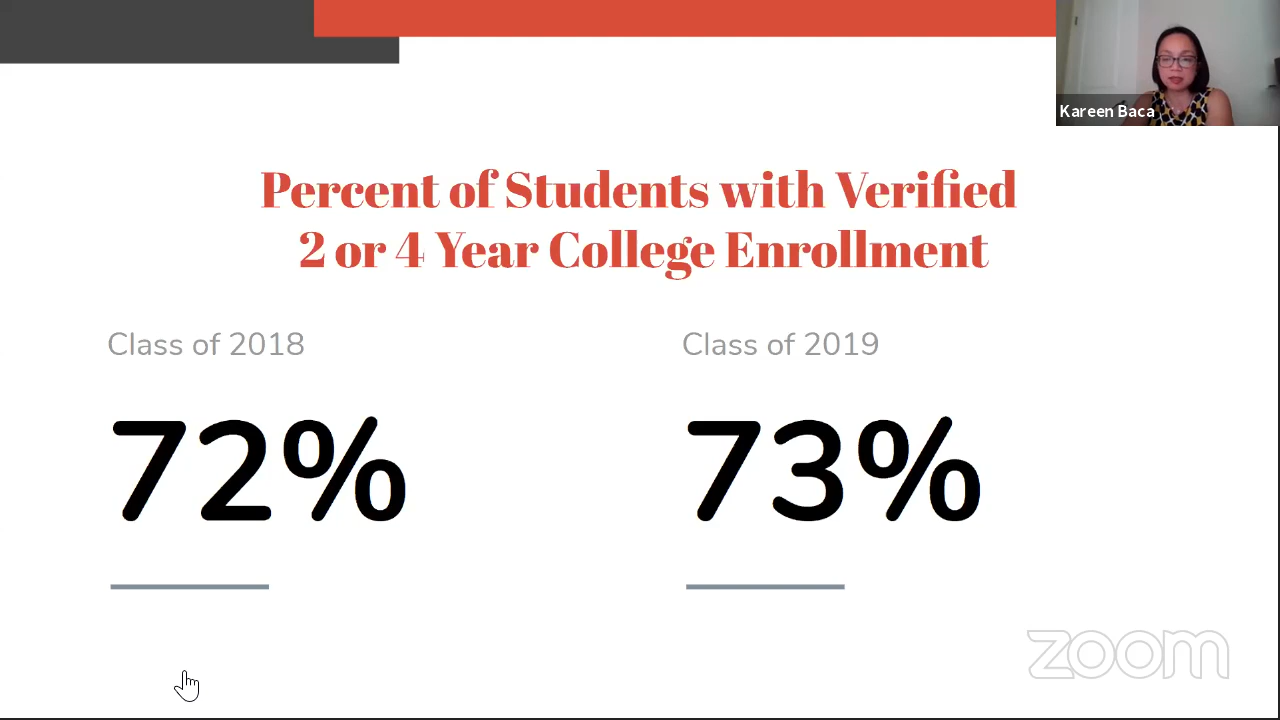 Kareen Baca
Percent of Students with Verified
2 or 4 Year College Enrollment
Class of 2018
Class of 2019
72%
73%
zoom